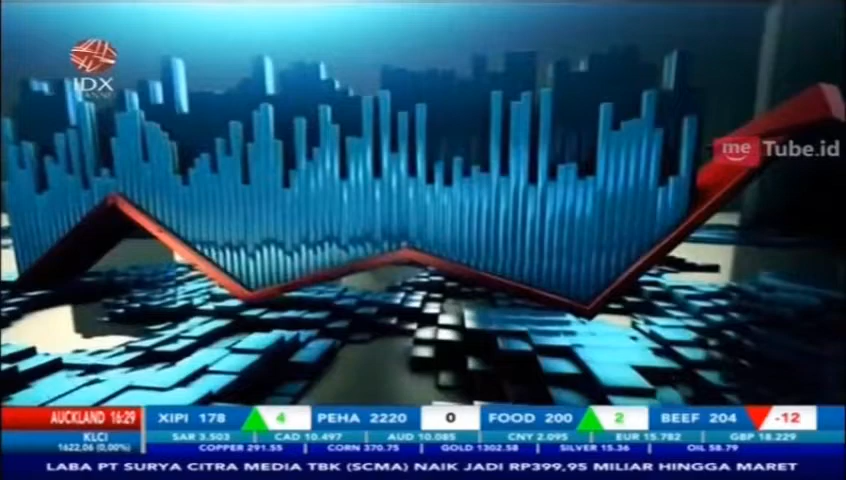 IDX
CHANNEL
me Tube.id
AUCKLAND 16:29 XIPI 178 4 PEHA 2220 0 FOOD 200 2 BEEF 204 -12
KLCI SAR 3.503 CAD 10.497 AUD 10.085 CNY 2.095 EUR 15.782 GBP 18.229
1622,06 (0,00%) COPPER 291.55 CORN 370.75 GOLD 1302.58 SILVER 15.36 OIL 58.79
LABA PT SURYA CITRA MEDIA TBK (SCMA) NAIK JADI RP399,95 MILIAR HINGGA MARET